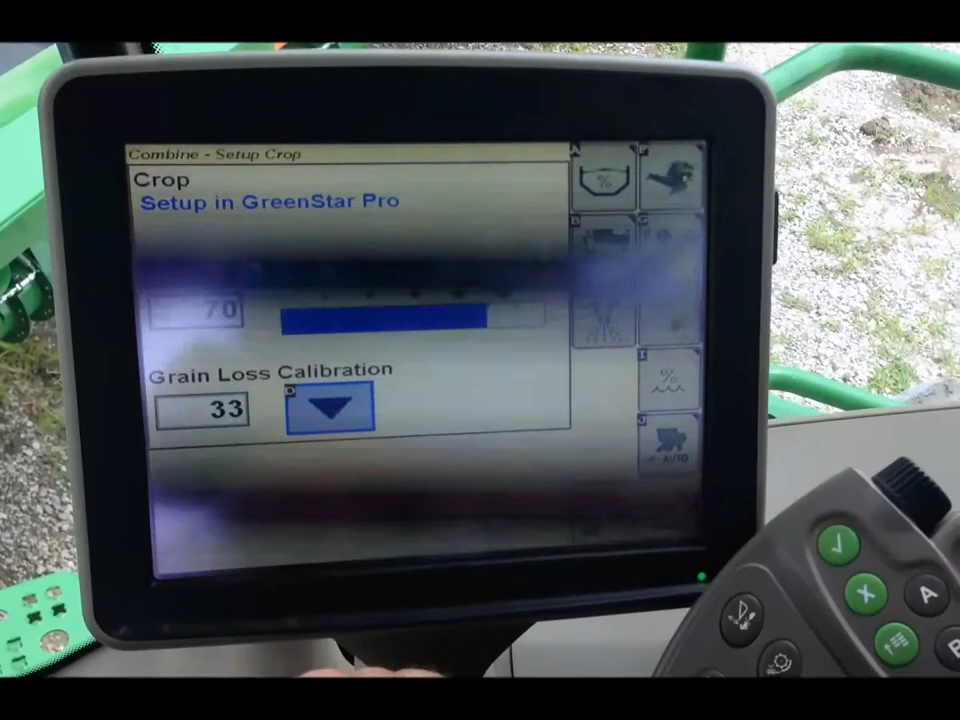 Combine - Setup Crop
Crop
Setup in GreenStar Pro
70
Grain Loss Calibration
33
D
A
%
I
L/O
AUTO
A
B